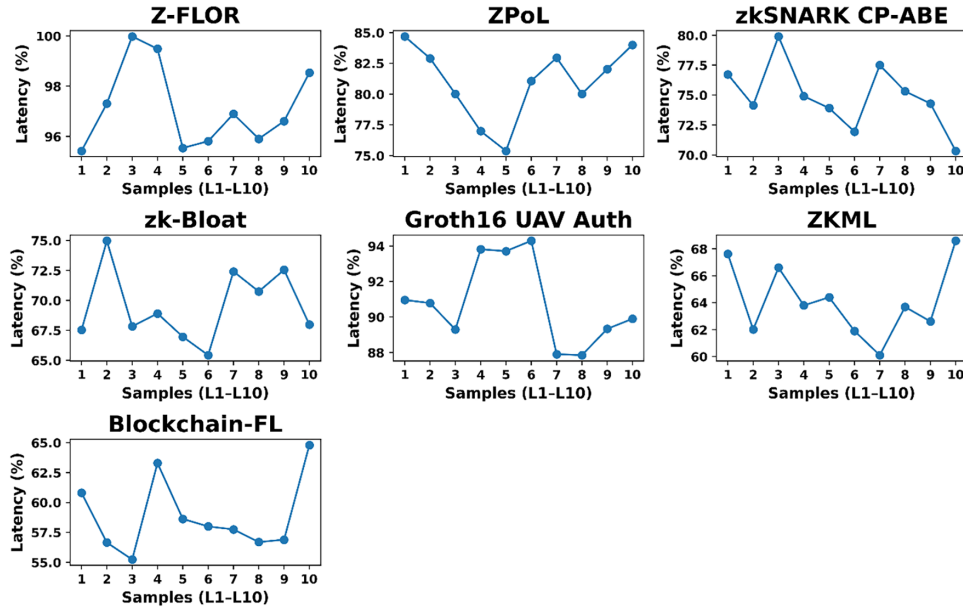 Z-FLOR
Latency (%)
100
98
96
1 2 3 4 5 6 7 8 9 10
Samples (L1–L10)
ZPoL
Latency (%)
85.0
82.5
80.0
77.5
75.0
1 2 3 4 5 6 7 8 9 10
Samples (L1–L10)
zkSNARK CP-ABE
Latency (%)
80.0
77.5
75.0
72.5
70.0
1 2 3 4 5 6 7 8 9 10
Samples (L1–L10)
zk-Bloat
Latency (%)
75.0
72.5
70.0
67.5
65.0
1 2 3 4 5 6 7 8 9 10
Samples (L1–L10)
Groth16 UAV Auth
Latency (%)
94
92
90
88
1 2 3 4 5 6 7 8 9 10
Samples (L1–L10)
ZKML
Latency (%)
68
66
64
62
60
1 2 3 4 5 6 7 8 9 10
Samples (L1–L10)
Blockchain-FL
Latency (%)
65.0
62.5
60.0
57.5
55.0
1 2 3 4 5 6 7 8 9 10
Samples (L1–L10)